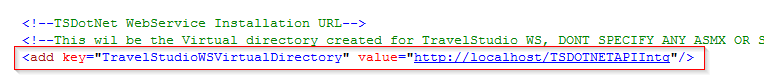 <!--TSDotNet WebService Installation URL-->
<!--This wil be the Virtual directory created for TravelStudio WS, DONT SPECIFY ANY ASMX OR S
<add key="TravelStudioWSVirtualDirectory" value="http://localhost/TSDOTNETAPIIntg"/>